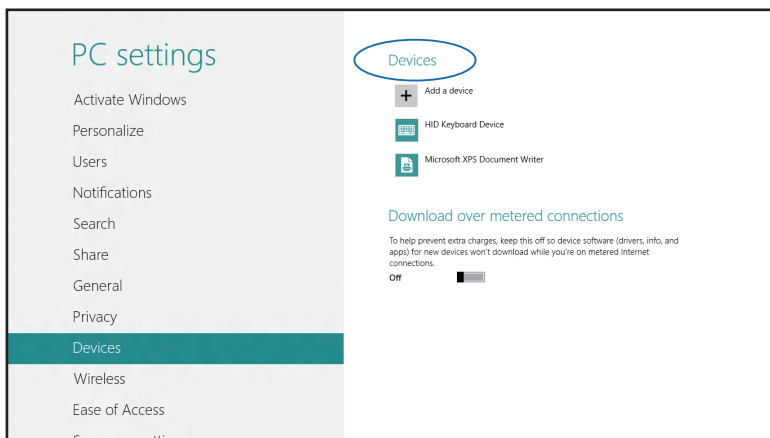 PC settings
Activate Windows
Personalize
Users
Notifications
Search
Share
General
Privacy
Devices
Wireless
Ease of Access
Devices
Add a device
HID Keyboard Device
Microsoft XPS Document Writer
Download over metered connections
To help prevent extra charges, keep this off so device software (drivers, info, and
apps) for new devices won't download while you're on metered Internet
connections.
Off